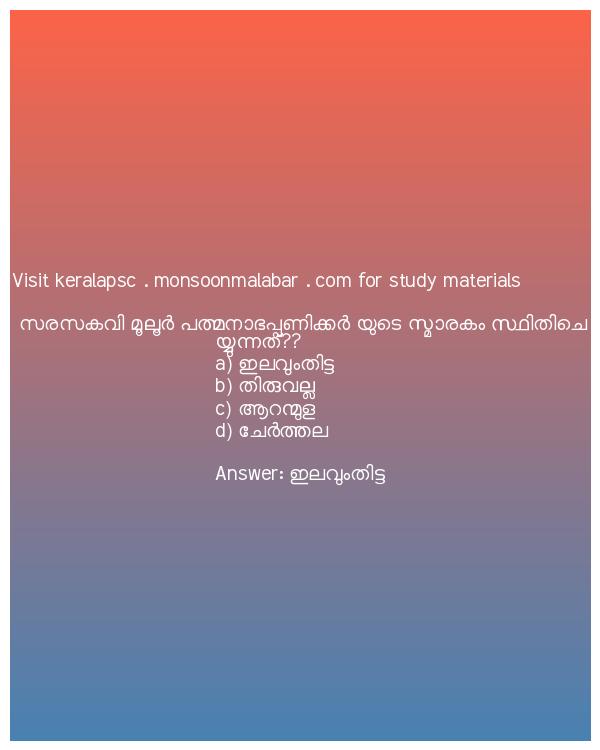 Visit keralapsc . monsoonmalabar . com for study materials
സരസകവി മൂലൂർ പത്മനാഭപ്പണിക്കർ യുടെ സ്മാരകം സ്ഥിതിചെ
യ്യുന്നത്??
a) ഇലവുംതിട്ട
b) തിരുവല്ല
c) ആറന്മുള
d) ചേർത്തല
Answer: ഇലവുംതിട്ട